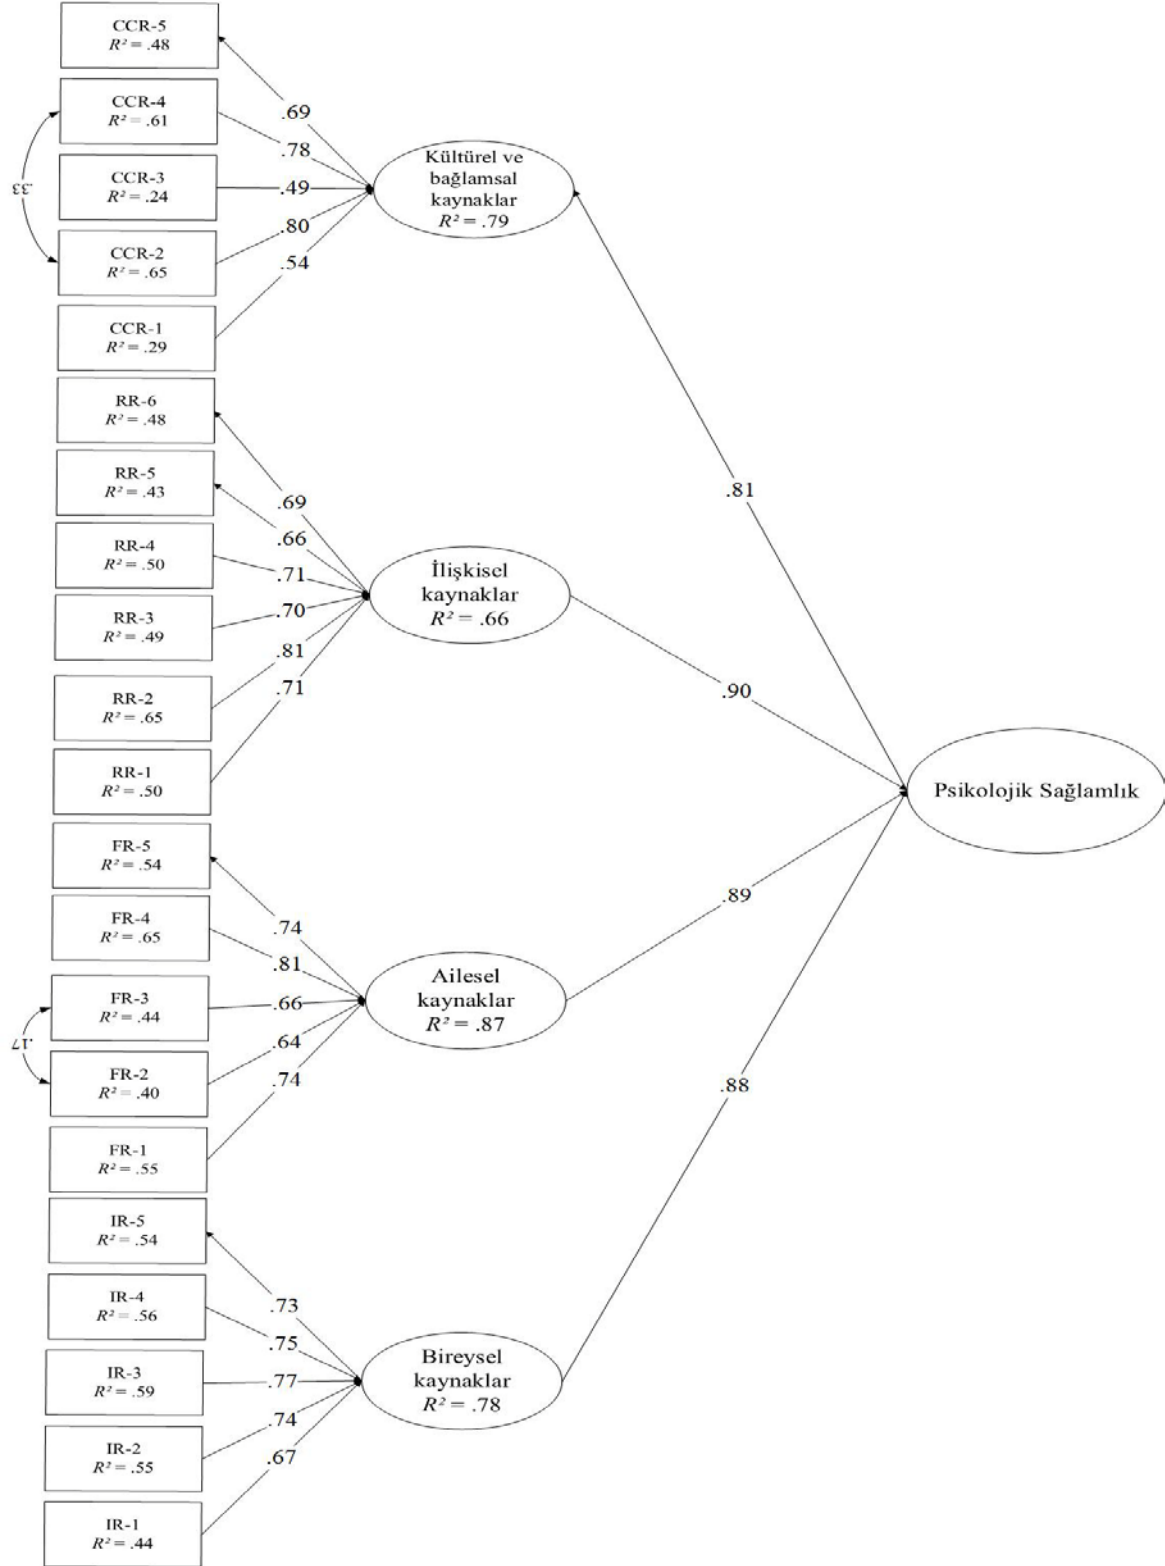 CCR-5
R² = .48
CCR-4
R² = .61
CCR-3
R² = .24
CCR-2
R² = .65
CCR-1
R² = .29
.33
.69
.78
.49
.80
.54
Kültürel ve
bağlamsal
kaynaklar
R² = .79
RR-6
R² = .48
RR-5
R² = .43
RR-4
R² = .50
RR-3
R² = .49
RR-2
R² = .65
RR-1
R² = .50
.69
.66
.71
.70
.81
.71
İlişkisel
kaynaklar
R² = .66
FR-5
R² = .54
FR-4
R² = .65
FR-3
R² = .44
FR-2
R² = .40
FR-1
R² = .55
.17
.74
.81
.66
.64
.74
Ailesel
kaynaklar
R² = .87
IR-5
R² = .54
IR-4
R² = .56
IR-3
R² = .59
IR-2
R² = .55
IR-1
R² = .44
.73
.75
.77
.74
.67
Bireysel
kaynaklar
R² = .78
.81
.90
.89
.88
Psikolojik Sağlamlık